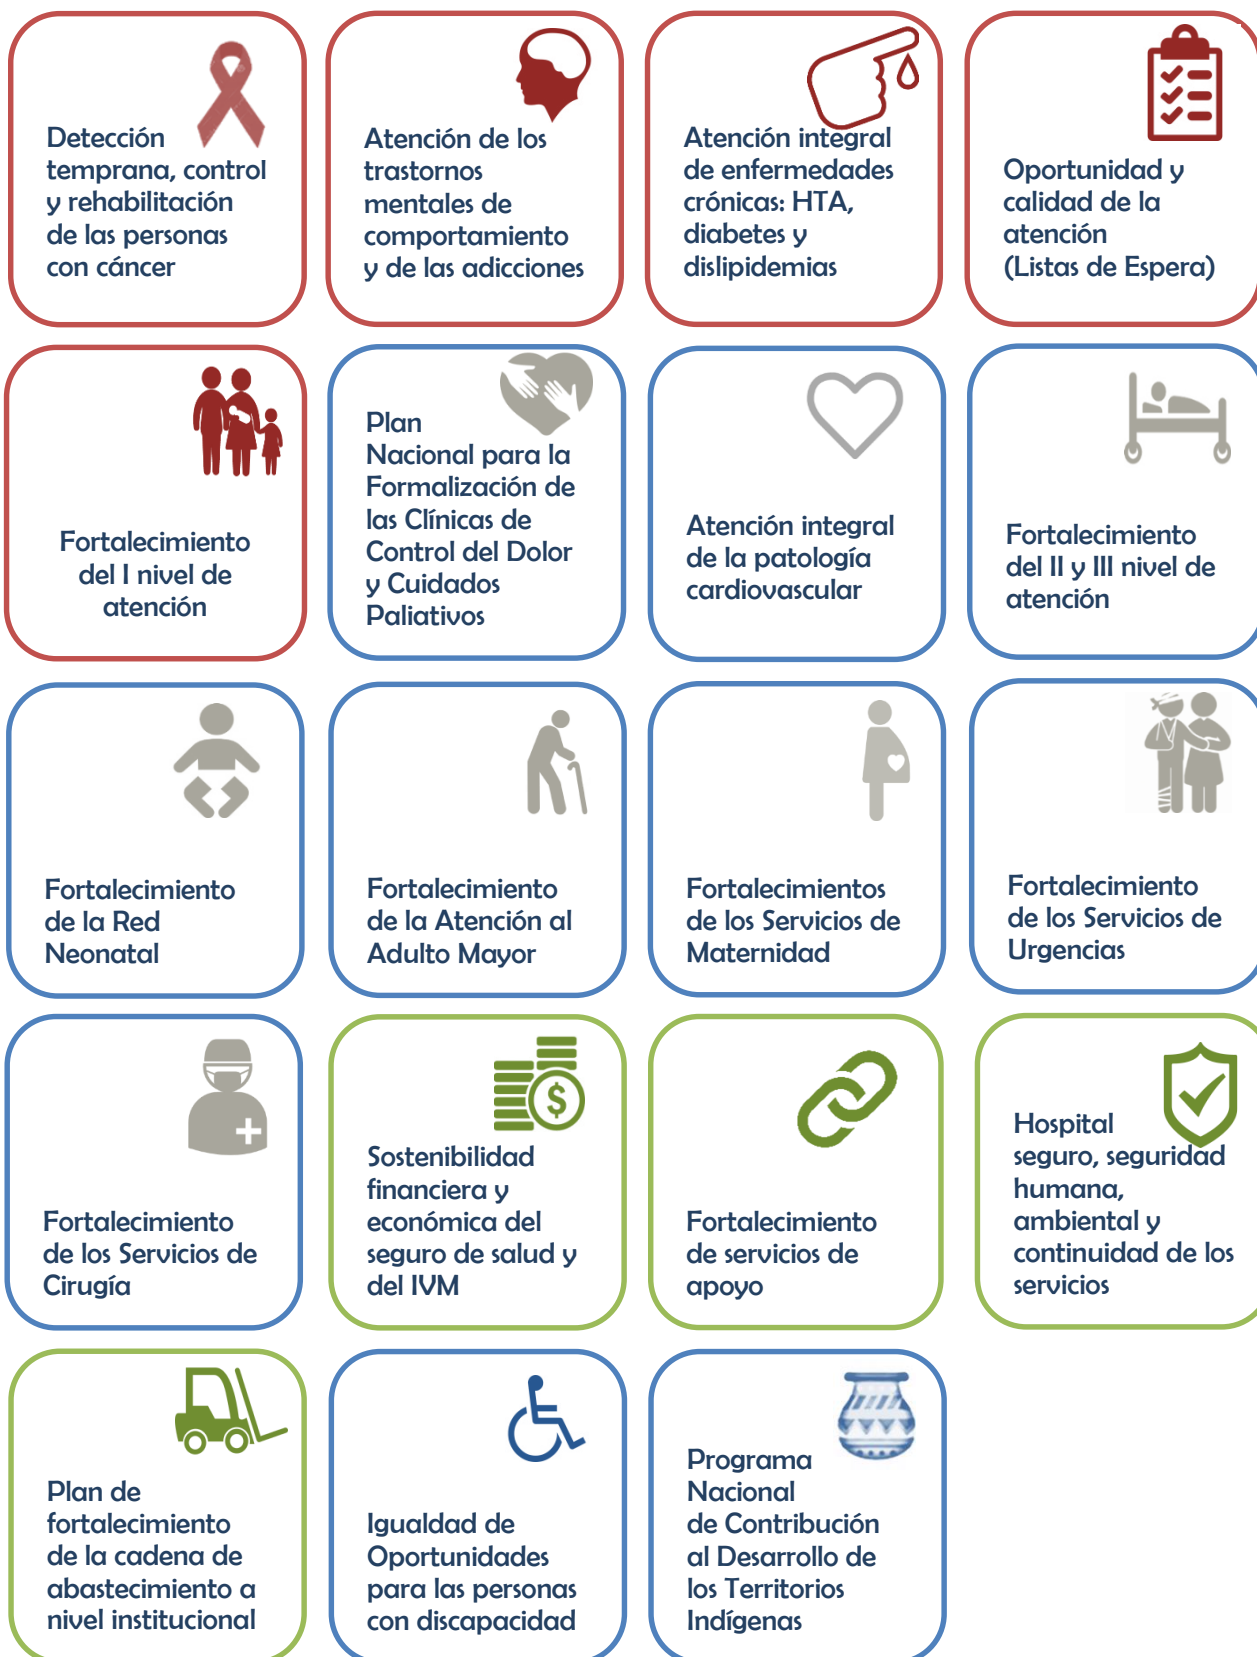 Detección
temprana, control
y rehabilitación
de las personas
con cáncer
Atención de los
trastornos
mentales de
comportamiento
y de las adicciones
Atención integral
de enfermedades
crónicas: HTA,
diabetes y
dislipidemias
Oportunidad y
calidad de la
atención
(Listas de Espera)
Fortalecimiento
del I nivel de
atención
Plan
Nacional para la
Formalización de
las Clínicas de
Control del Dolor
y Cuidados
Paliativos
Atención integral
de la patología
cardiovascular
Fortalecimiento
del II y III nivel de
atención
Fortalecimiento
de la Red
Neonatal
Fortalecimiento
de la Atención al
Adulto Mayor
Fortalecimientos
de los Servicios de
Maternidad
Fortalecimiento
de los Servicios de
Urgencias
Fortalecimiento
de los Servicios de
Cirugía
$
Sostenibilidad
financiera y
económica del
seguro de salud y
del IVM
Fortalecimiento
de servicios de
apoyo
Hospital
seguro, seguridad
humana,
ambiental y
continuidad de los
servicios
Plan de
fortalecimiento
de la cadena de
abastecimiento a
nivel institucional
Igualdad de
Oportunidades
para las personas
con discapacidad
Programa
Nacional
de Contribución
al Desarrollo de
los Territorios
Indígenas